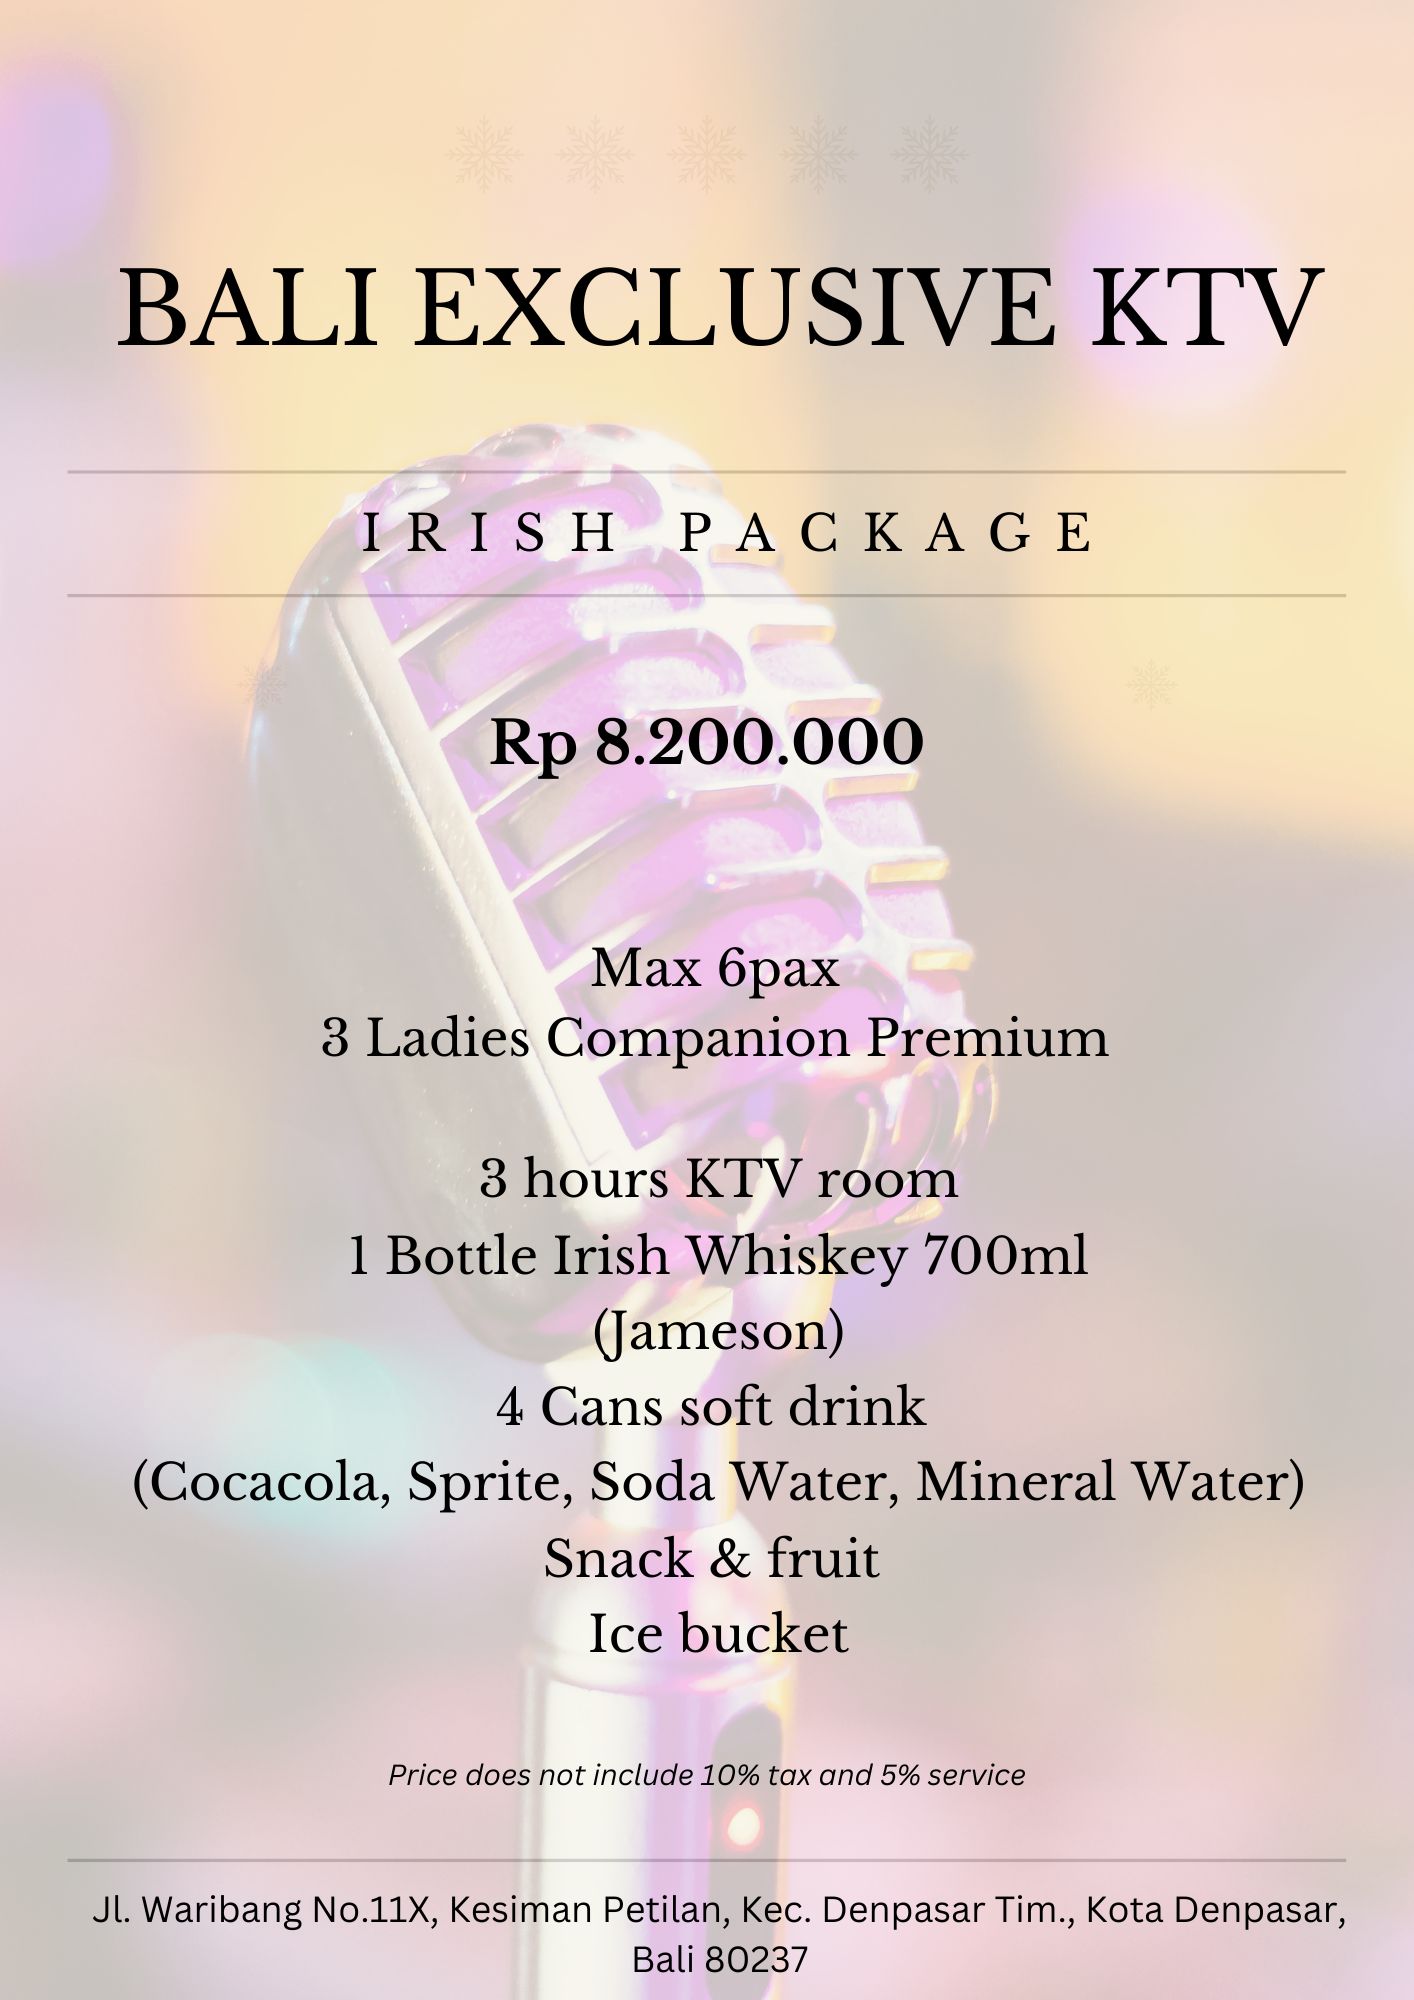 BALI EXCLUSIVE KTV
IRISH PACKAGE
Rp 8.200.000
Max 6pax
3 Ladies Companion Premium
3 hours KTV room
1 Bottle Irish Whiskey 700ml
(Jameson)
4 Cans soft drink
(Cocacola, Sprite, Soda Water, Mineral Water)
Snack & fruit
Ice bucket
Price does not include 10% tax and 5% service
Jl. Waribang No.11X, Kesiman Petilan, Kec. Denpasar Tim., Kota Denpasar,
Bali 80237